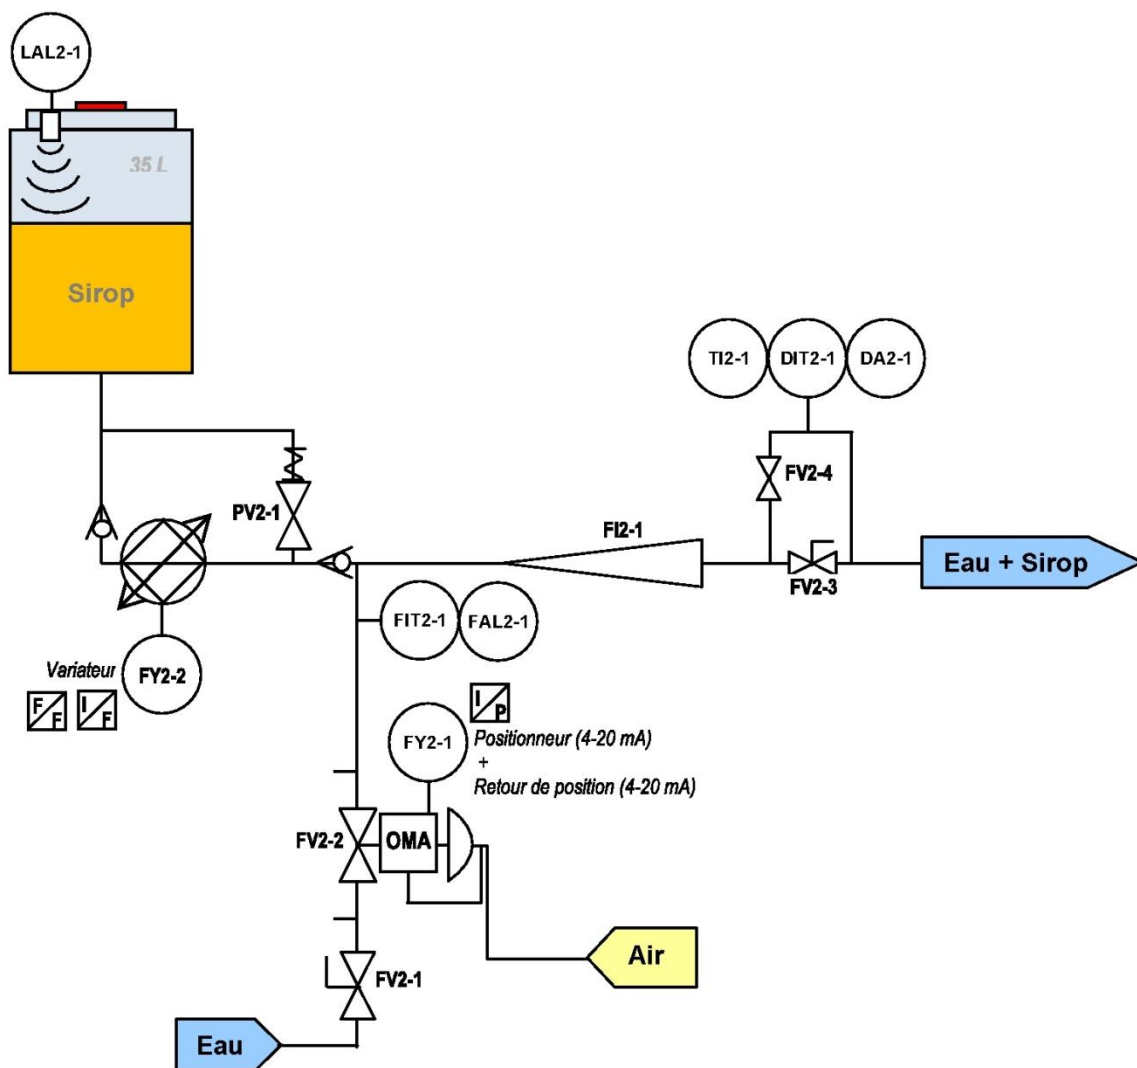 LAL2-1
35 L
Sirop
TI2-1
DIT2-1
DA2-1
FV2-4
PV2-1
FI2-1
FV2-3
Eau + Sirop
FIT2-1
FAL2-1
Variateur
FY2-2
F
F
I
F
I
P
FY2-1
Positionneur (4-20 mA)
+
Retour de position (4-20 mA)
FV2-2
OMA
Air
FV2-1
Eau